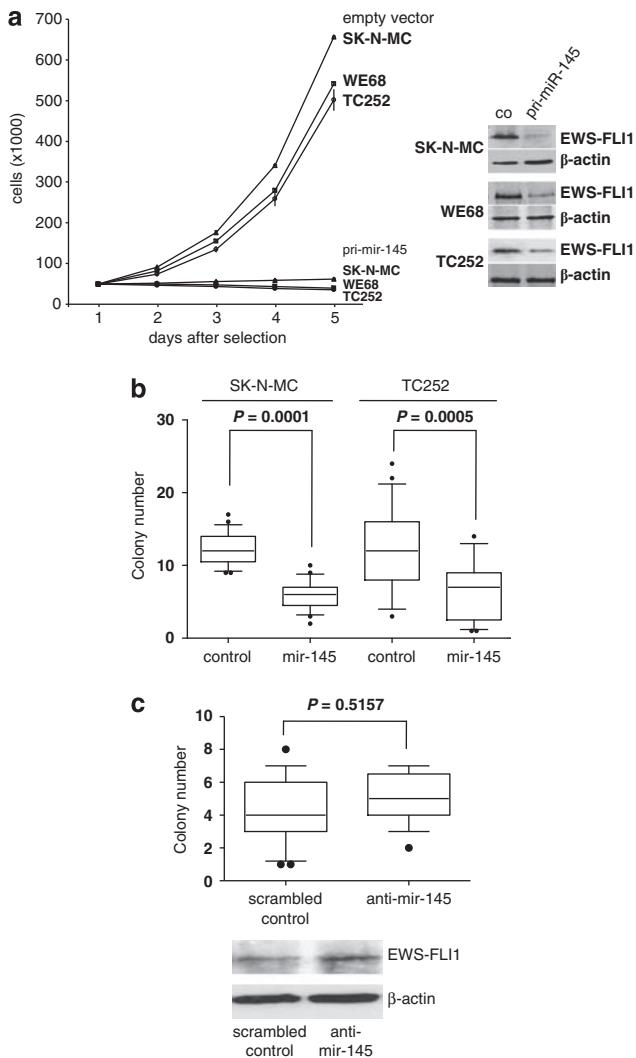 a
700
600
500
400
300
200
100
0
cells (x1000)
1 2 3 4 5
days after selection
empty vector
SK-N-MC
WE68
TC252
pri-mir-145
SK-N-MC
WE68
TC252
co pri-miR-145
SK-N-MC
EWS-FLI1
β-actin
WE68
EWS-FLI1
β-actin
TC252
EWS-FLI1
β-actin
b
SK-N-MC TC252
P = 0.0001 P = 0.0005
30
20
10
0
Colony number
control mir-145 control mir-145
c
P = 0.5157
10
8
6
4
2
0
Colony number
scrambled
control
anti-mir-145
EWS-FLI1
β-actin
scrambled
control
anti-
mir-145